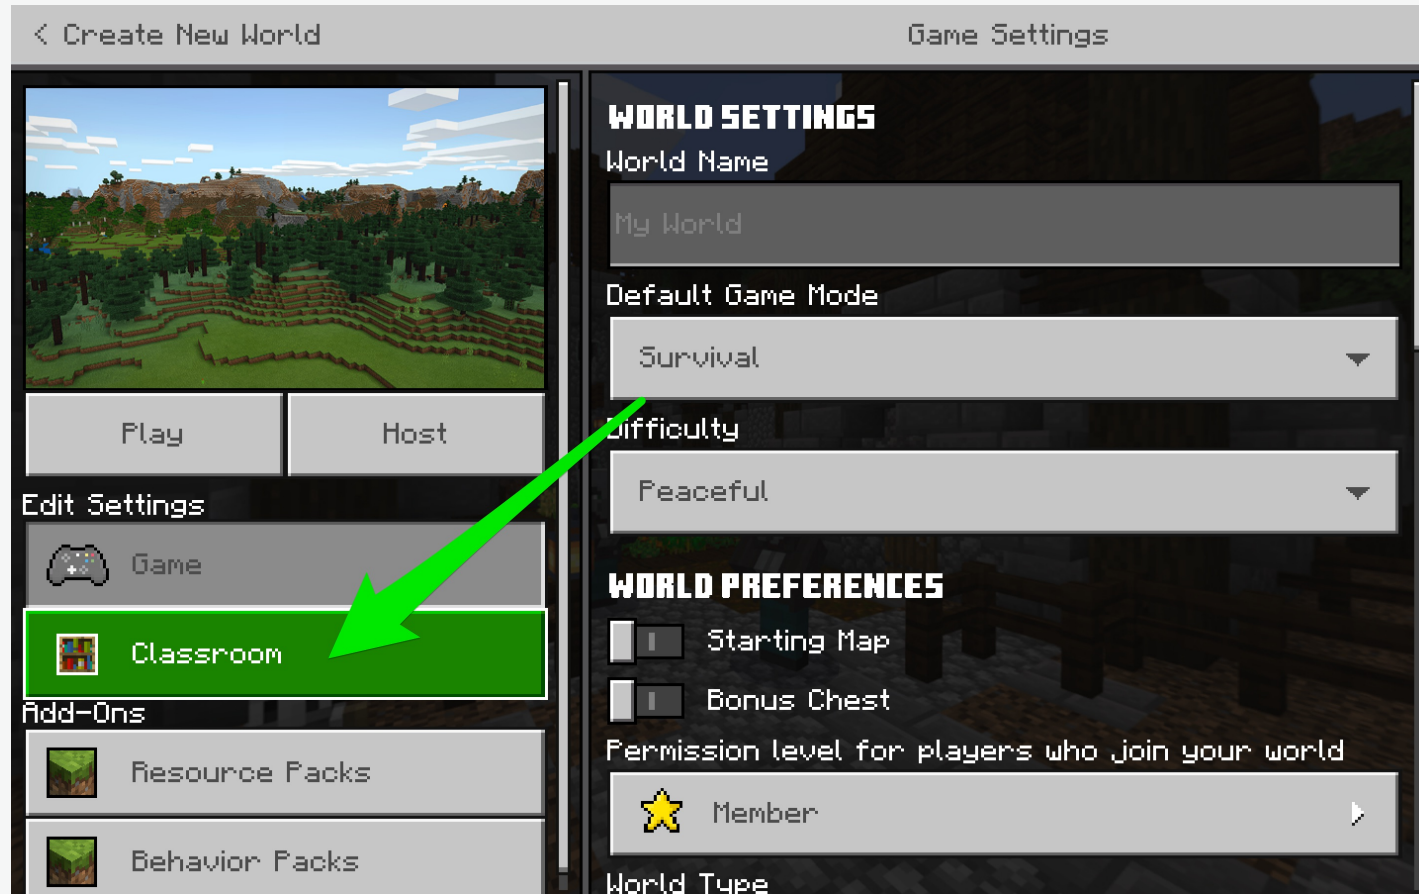 Create New World
Game Settings
Play
Host
Edit Settings
Game
Classroom
Add-Ons
Resource Packs
Behavior Packs
WORLD SETTINGS
World Name
My World
Default Game Mode
Survival
Difficulty
Peaceful
WORLD PREFERENCES
Starting Map
Bonus Chest
Permission level for players who join your world
Member
World Type